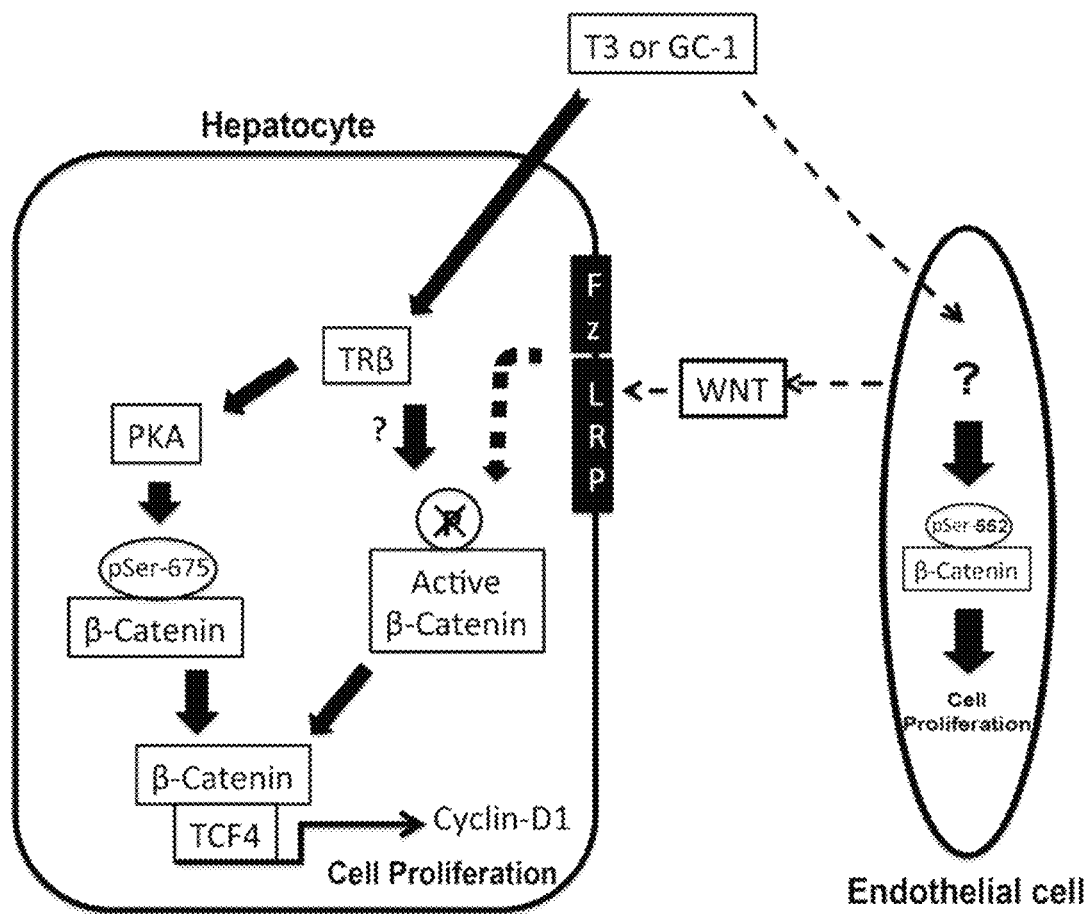 T3 or GC-1
Hepatocyte
F
z
L
R
P
TRβ
?
PKA
WNT
?
P
pSer-675
β-Catenin
Active
β-Catenin
pSer-552
β-Catenin
Cell
Proliferation
β-Catenin
TCF4
Cyclin-D1
Cell Proliferation
Endothelial cell